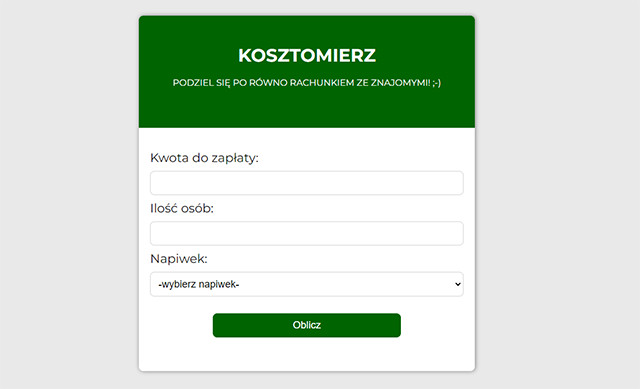 KOSZTOMIERZ
PODZIEL SIĘ PO RÓWNO RACHUNKIEM ZE ZNAJOMYMI! ;-)
Kwota do zapłaty:
Ilość osób:
Napiwek:
-wybierz napiwek-
Oblicz